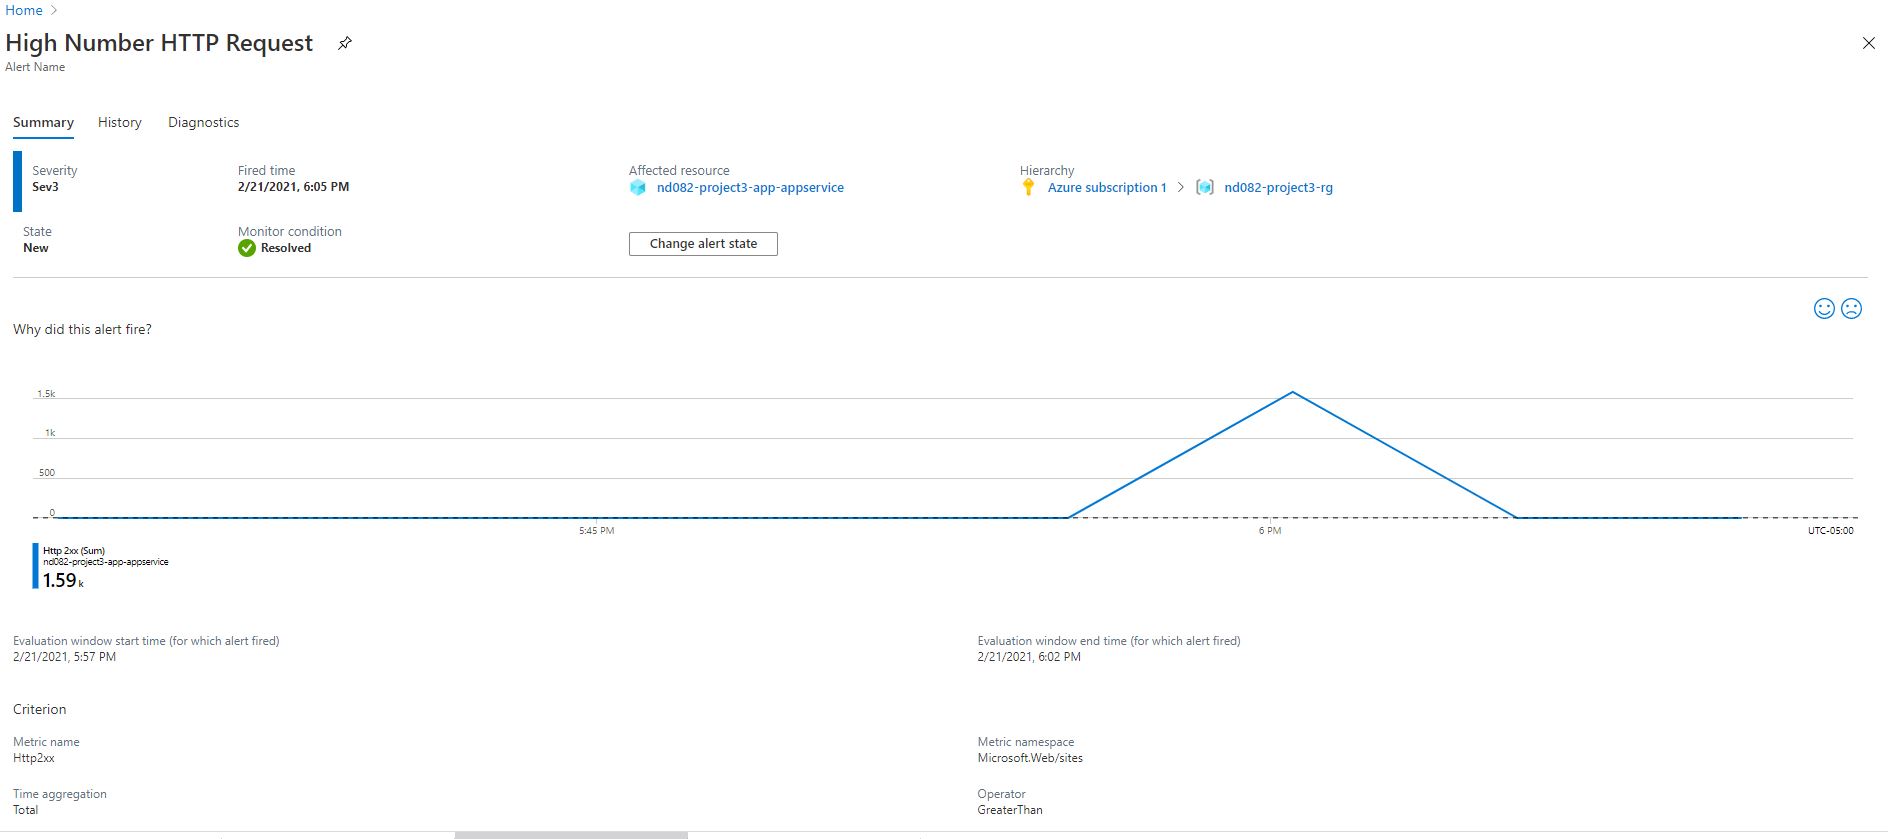 Home >
High Number HTTP Request
Alert Name
Summary History Diagnostics
Severity
Sev3
Fired time
2/21/2021, 6:05 PM
Affected resource
nd082-project3-app-appservice
Hierarchy
Azure subscription 1 > nd082-project3-rg
State
New
Monitor condition
Resolved
Change alert state
Why did this alert fire?
1.5k
1k
500
0
5:45 PM
6 PM
UTC-05:00
Http 2xx (Sum)
nd082-project3-app-appservice
1.59 k
Evaluation window start time (for which alert fired)
2/21/2021, 5:57 PM
Evaluation window end time (for which alert fired)
2/21/2021, 6:02 PM
Criterion
Metric name
Http2xx
Metric namespace
Microsoft.Web/sites
Time aggregation
Total
Operator
GreaterThan